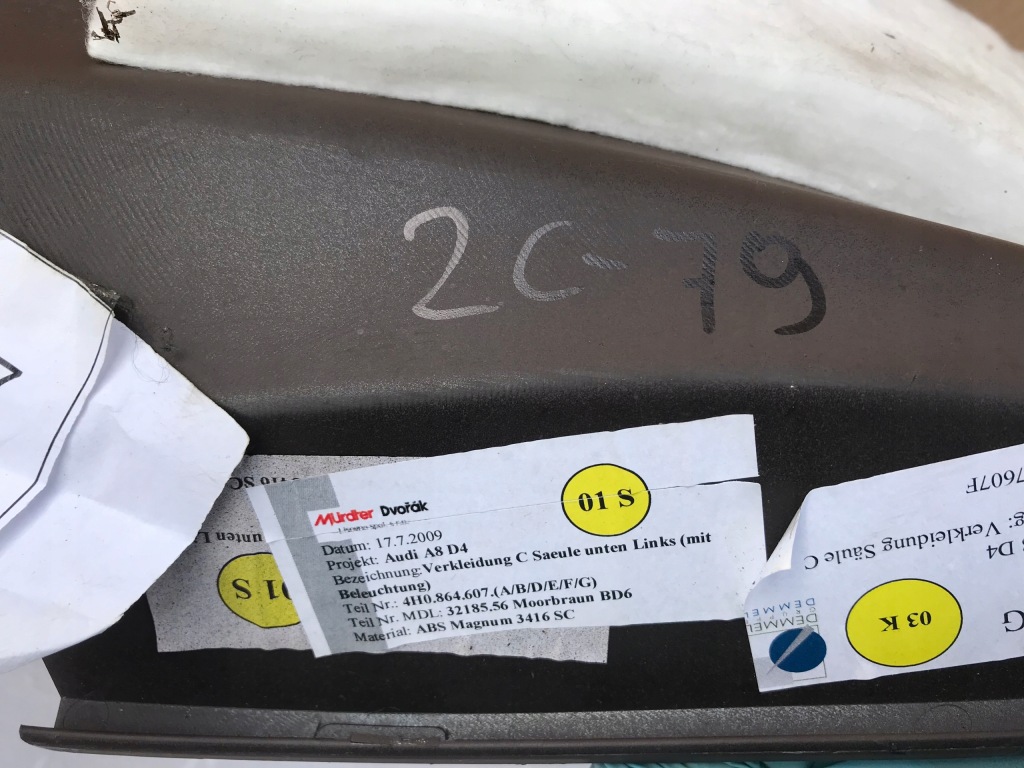 2C-79
01 S
Mürdter Dvořák
Datum: 17.7.2009
Projekt: Audi A8 D4
Bezeichnung: Verkleidung C Saeule unten Links (mit
Beleuchtung)
Teil Nr.: 4H0.864.607.(A/B/D/E/F/G)
Teil Nr. MDL: 32185.56 Moorbraun BD6
Material: ABS Magnum 3416 SC
7607F
D4
g: Verkleidung Säule C
G
03 K
DEMMEL